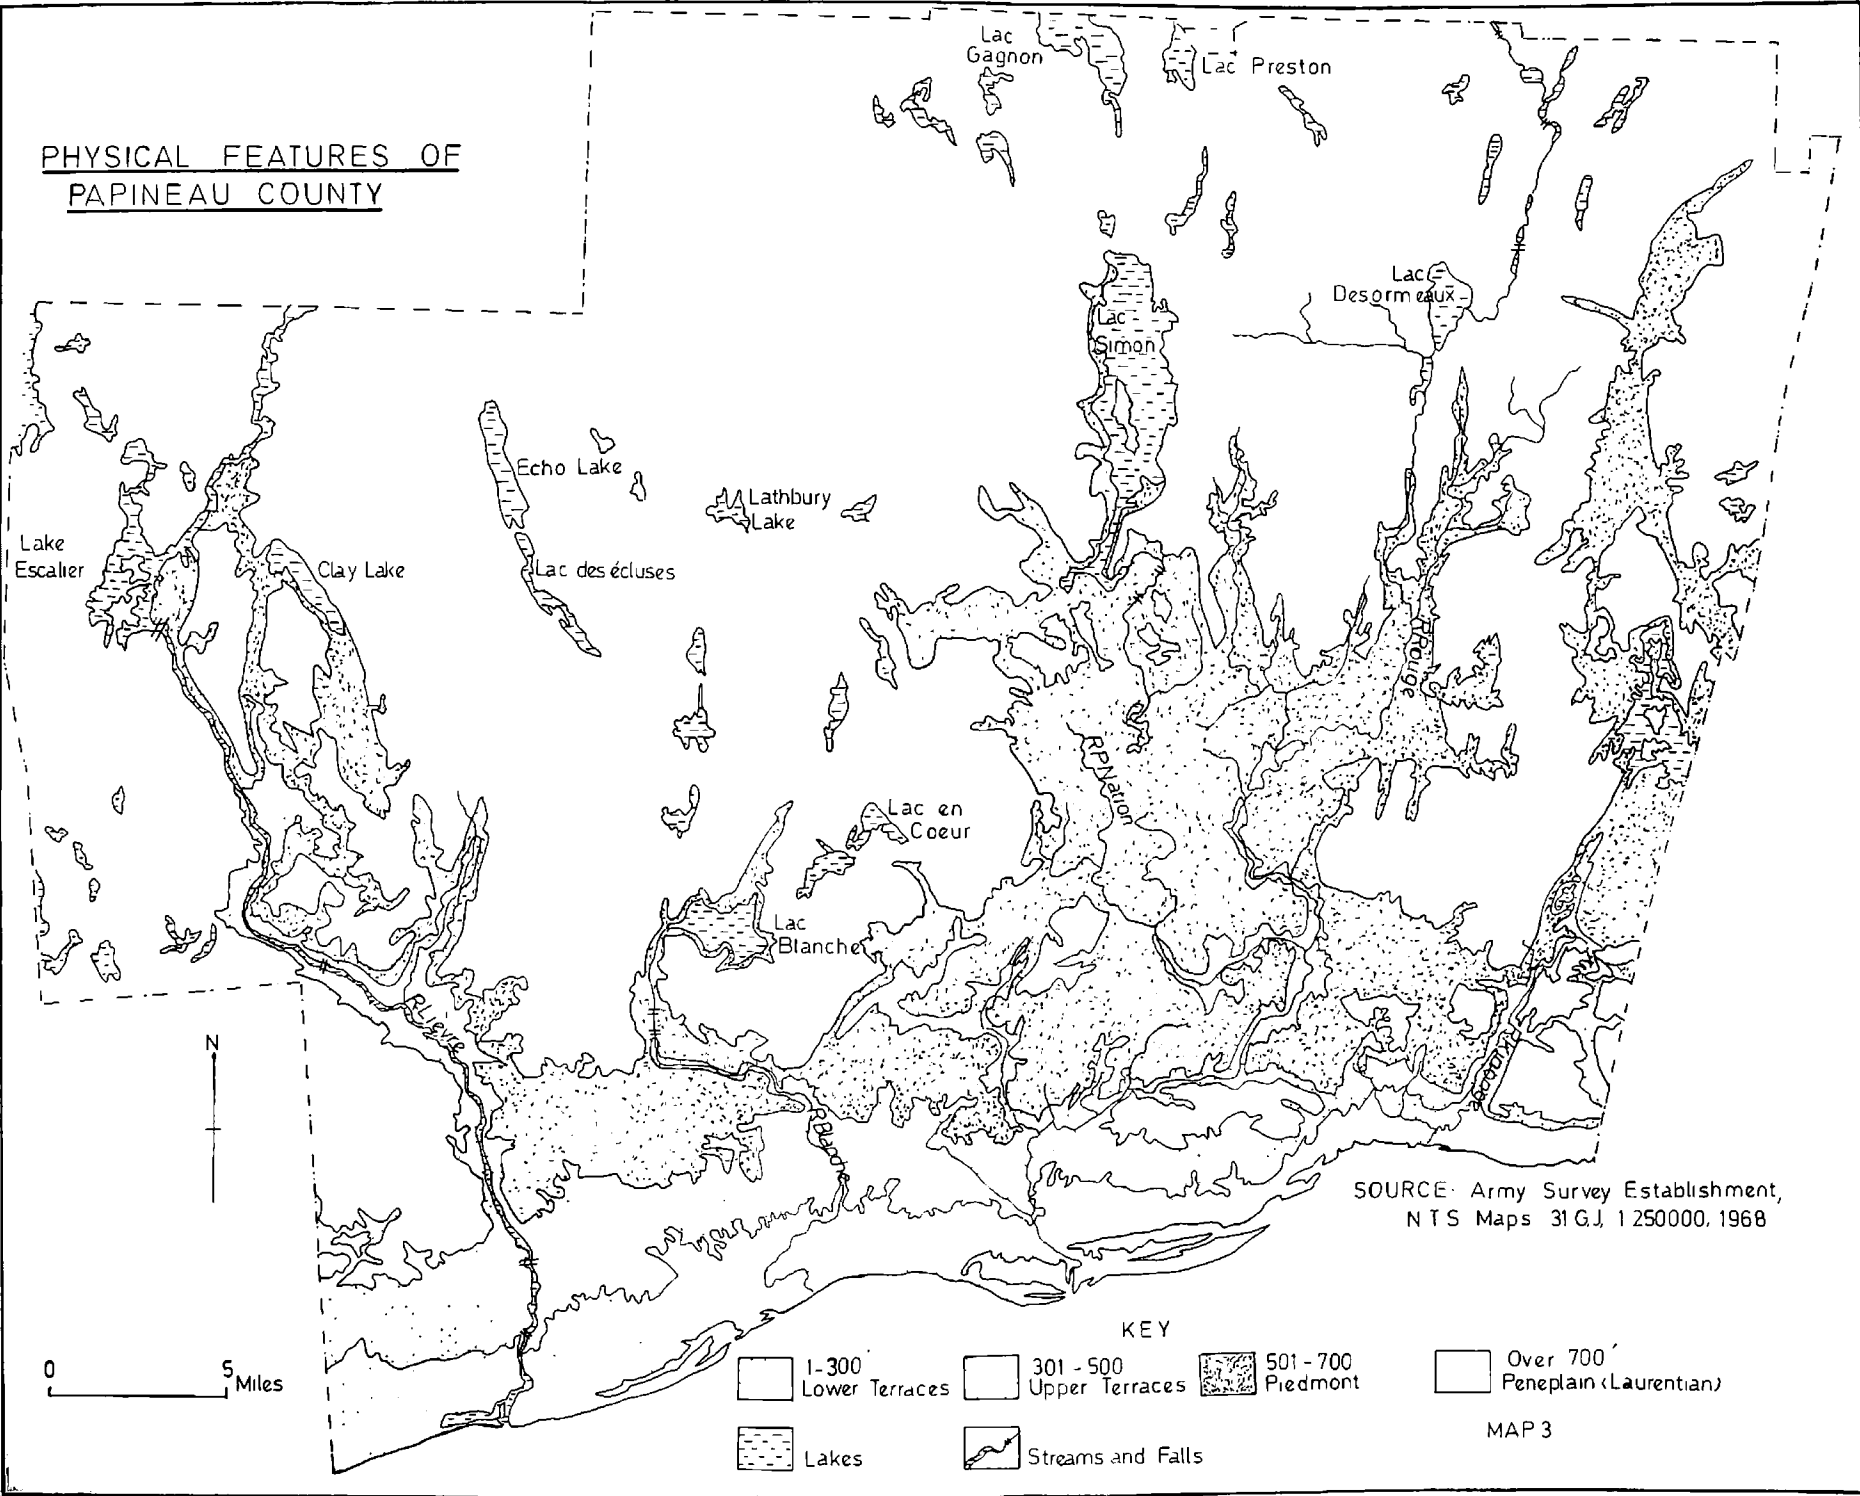 PHYSICAL FEATURES OF
PAPINEAU COUNTY
Lac
Gagnon
Lac Preston
Lac
Desormeaux
Lac
Simon
Echo Lake
Lathbury
Lake
Lake
Escalier
Clay Lake
Lac des écluses
R Rouge
R P Nation
Lac en
Coeur
Lac
Blanche
R Lievre
N
R Blanche
SOURCE: Army Survey Establishment,
N T S Maps 31 G J, 1 250000, 1968
0 5 Miles
KEY
1-300'
Lower Terraces
301-500
Upper Terraces
501-700
Piedmont
Over 700'
Peneplain (Laurentian)
Lakes
Streams and Falls
MAP 3